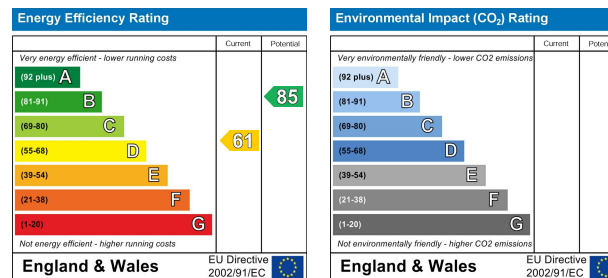 Energy Efficiency Rating
Current Potential
Very energy efficient - lower running costs
(92 plus) A
(81-91) B
(69-80) C
(55-68) D
(39-54) E
(21-38) F
(1-20) G
85
61
Not energy efficient - higher running costs
England & Wales
EU Directive
2002/91/EC
Environmental Impact (CO₂) Rating
Current Poten
Very environmentally friendly - lower CO2 emissions
(92 plus) A
(81-91) B
(69-80) C
(55-68) D
(39-54) E
(21-38) F
(1-20) G
Not environmentally friendly - higher CO2 emissions
England & Wales
EU Directive
2002/91/EC